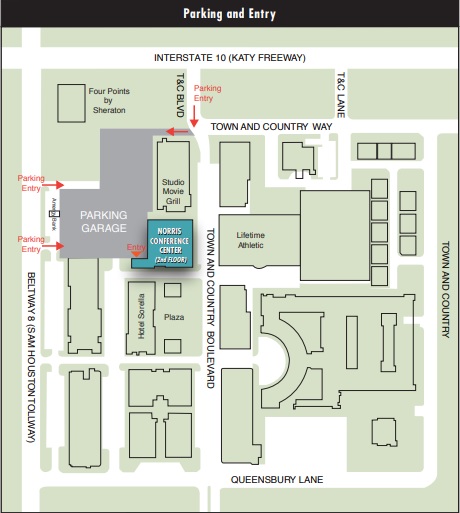 Parking and Entry
INTERSTATE 10 (KATY FREEWAY)
Four Points
by
Sheraton
T&C BLVD
Parking
Entry
T&C LANE
TOWN AND COUNTRY WAY
Parking
Entry
Studio
Movie
Grill
PARKING
GARAGE
Parking
Entry
Entry
NORRIS
CONFERENCE
CENTER
(2nd FLOOR)
Lifetime
Athletic
TOWN AND COUNTRY BOULEVARD
TOWN AND COUNTRY
BELTWAY 8 (SAM HOUSTON TOLLWAY)
Hotel Sorella
Plaza
QUEENSBURY LANE